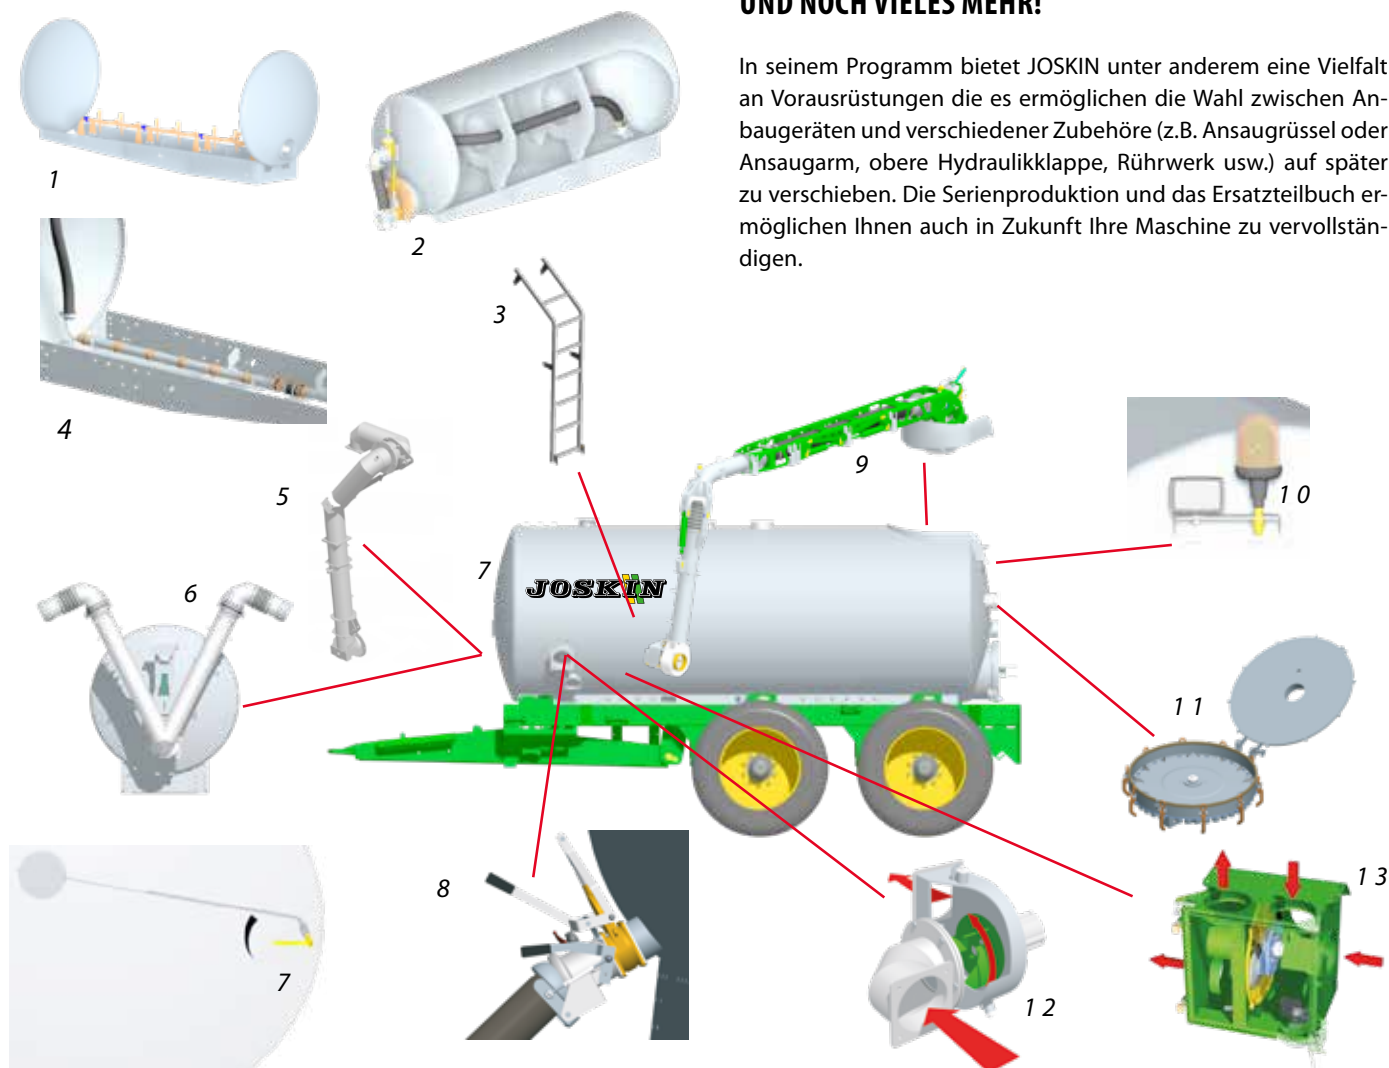 UND NOCH VIELES MEHR!
In seinem Programm bietet JOSKIN unter anderem eine Vielfalt
an Vorausrüstungen die es ermöglichen die Wahl zwischen An-
baugeräten und verschiedener Zubehöre (z.B. Ansaugrüssel oder
Ansaugarm, obere Hydraulikklappe, Rührwerk usw.) auf später
zu verschieben. Die Serienproduktion und das Ersatzteilbuch er-
möglichen Ihnen auch in Zukunft Ihre Maschine zu vervollstän-
digen.
1
2
3
4
5
6
7
JOSKIN
9
10
11
7
8
12
13